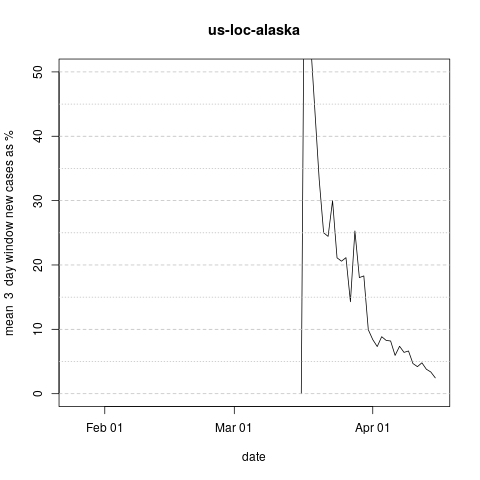 us-loc-alaska
mean 3 day window new cases as %
50
40
30
20
10
0
Feb 01
Mar 01
Apr 01
date